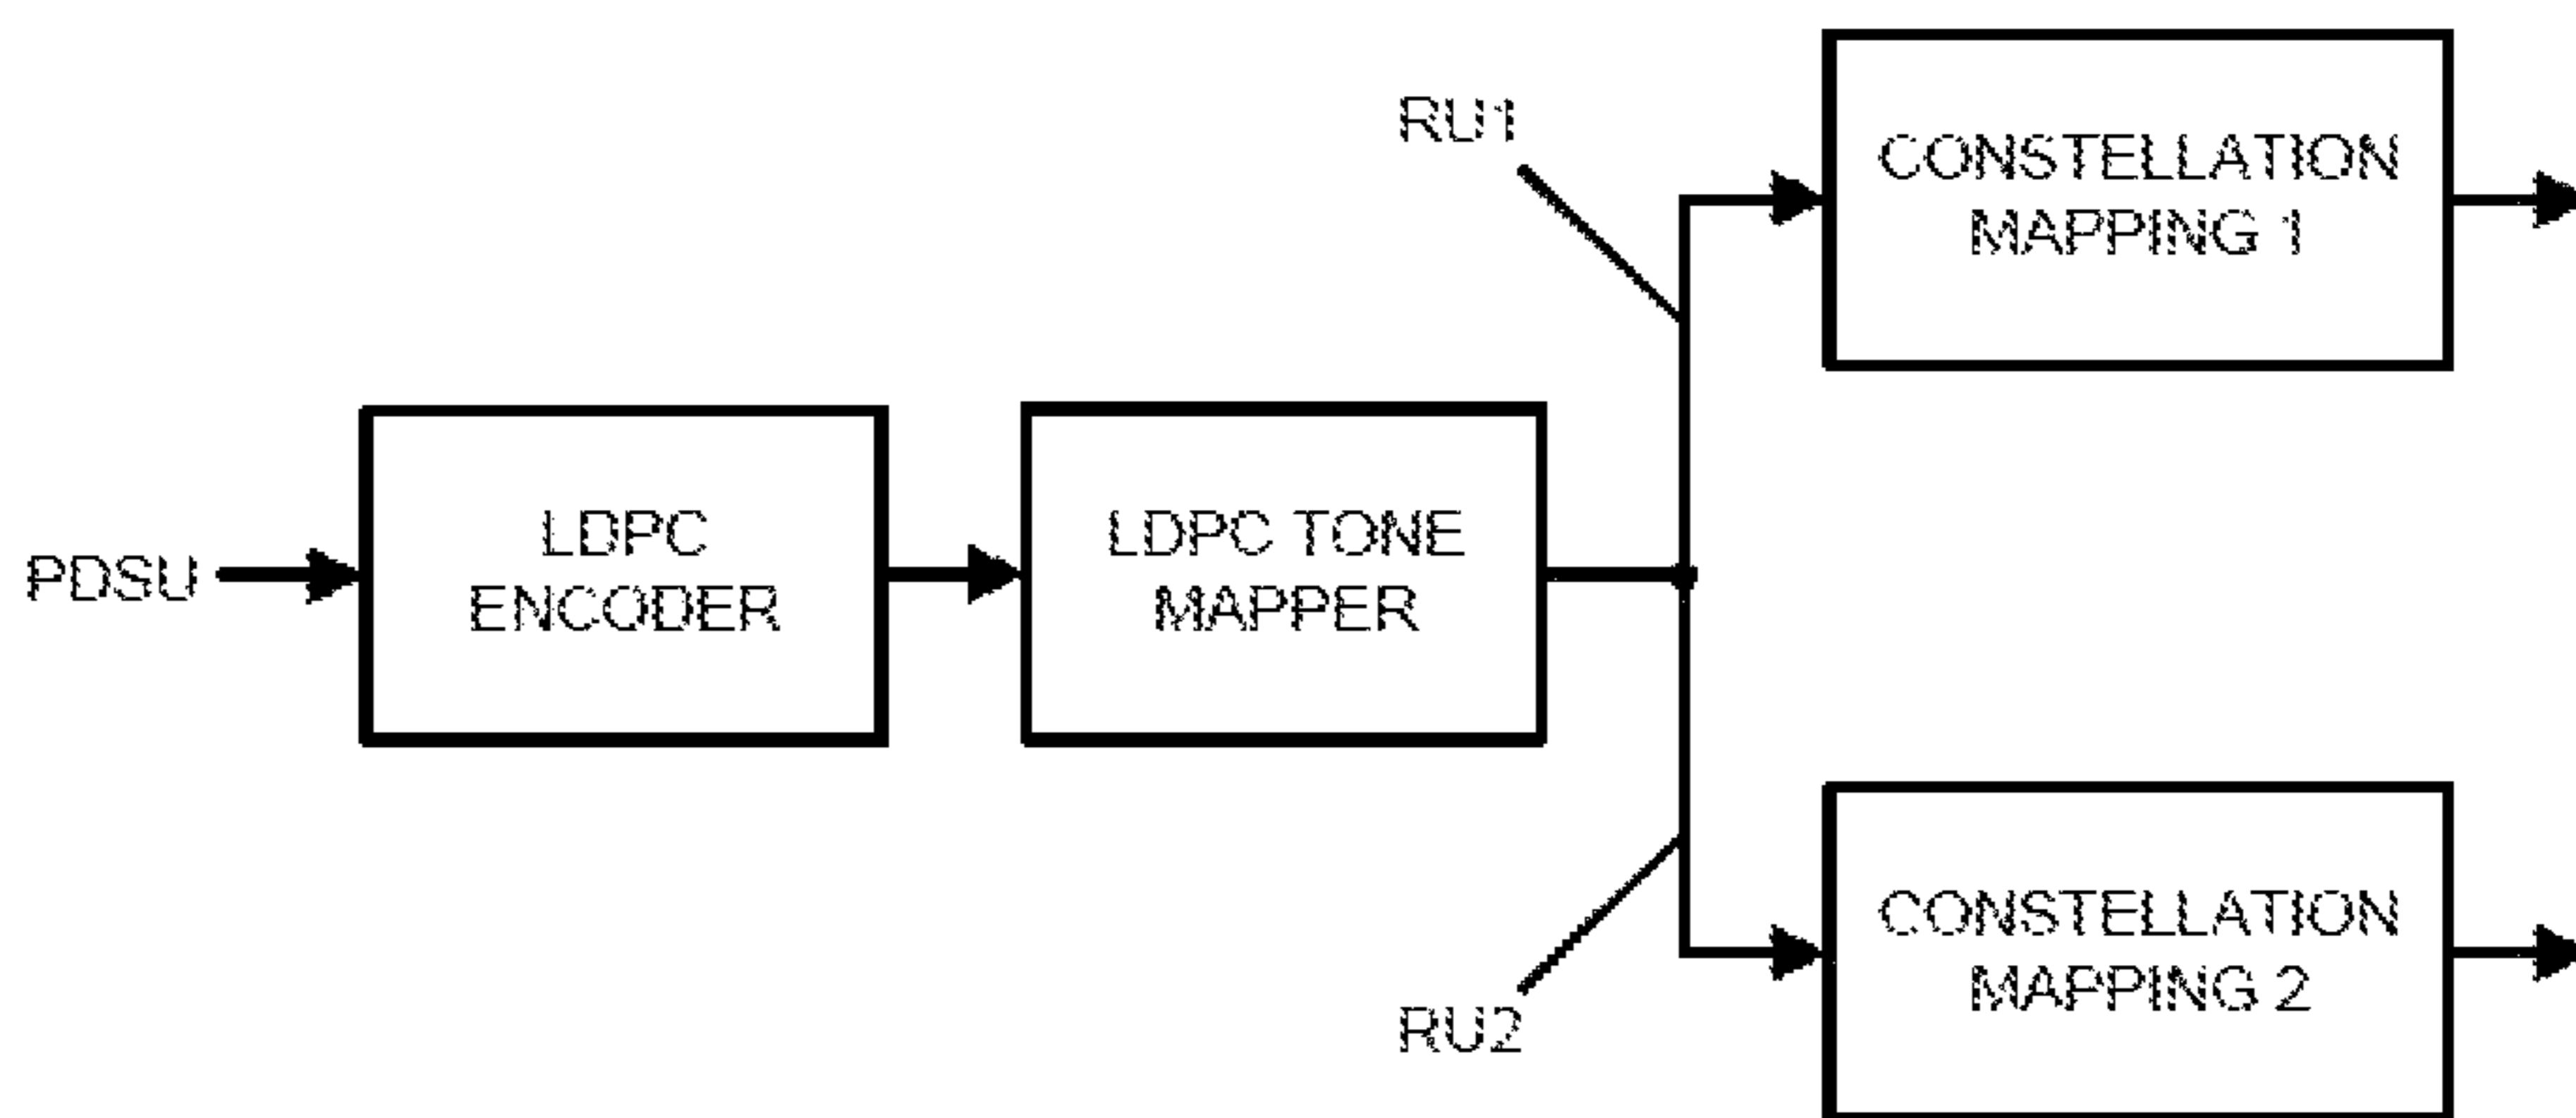 RU1
CONSTELLATION
MAPPING 1
PDSU
LDPC
ENCODER
LDPC TONE
MAPPER
CONSTELLATION
MAPPING 2
RU2